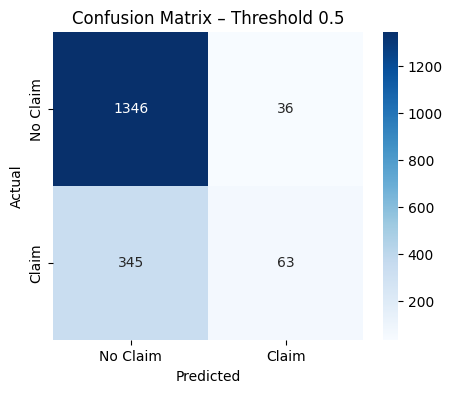 Confusion Matrix – Threshold 0.5
No Claim
Claim
Actual
1346
36
345
63
No Claim
Claim
Predicted
1200
1000
800
600
400
200